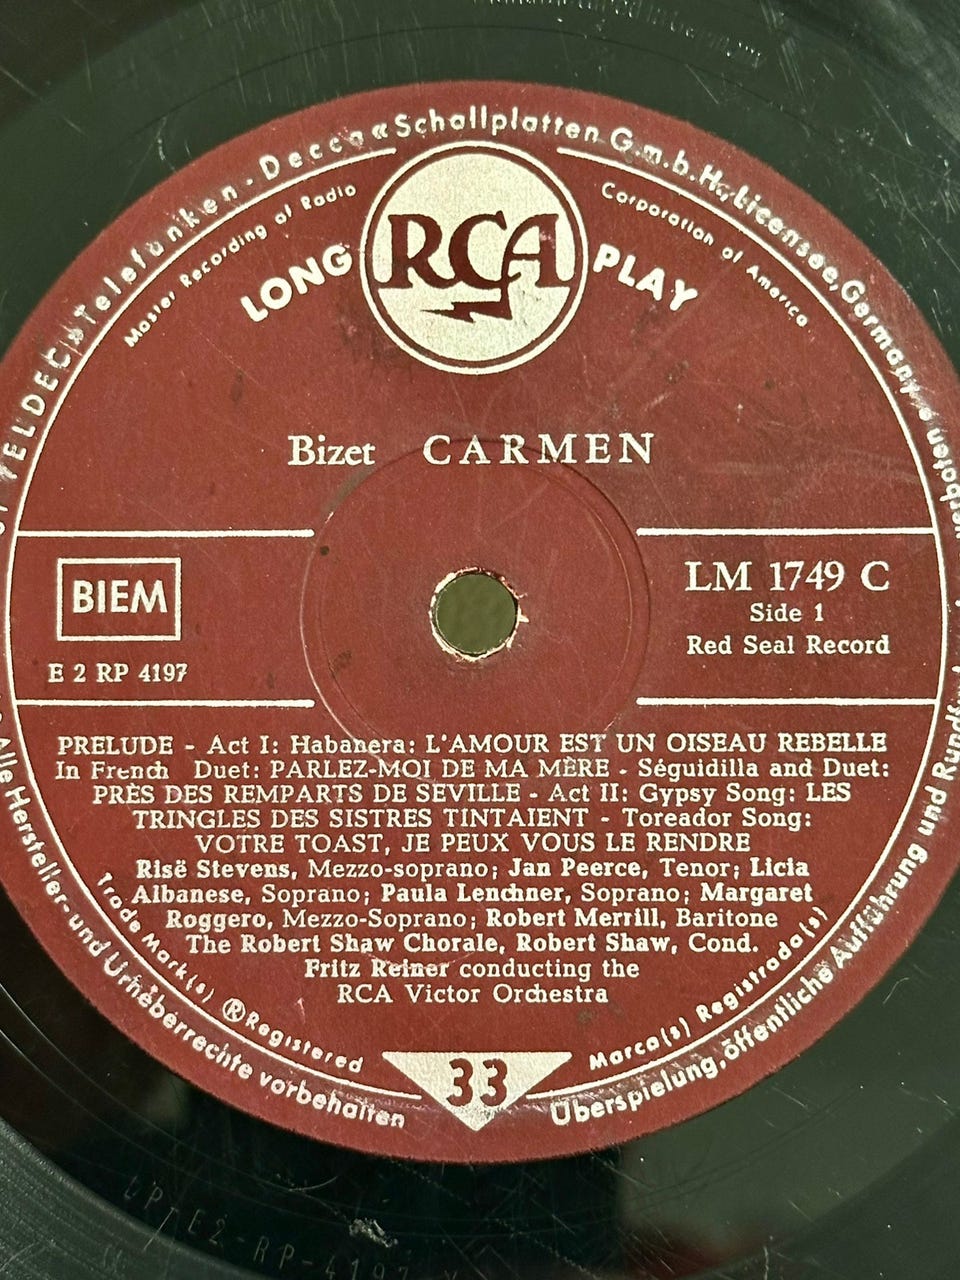 TELDEC »Telefunken-Decca« Schallplatten G.m.b.H. Licensee, Germany
Master Recording of Radio Corporation of America
LONG RCA PLAY
Bizet CARMEN
BIEM
E 2 RP 4197
LM 1749 C
Side 1
Red Seal Record
PRELUDE - Act I: Habanera: L'AMOUR EST UN OISEAU REBELLE
In French Duet: PARLEZ-MOI DE MA MÈRE - Séguidilla and Duet:
PRÈS DES REMPARTS DE SEVILLE - Act II: Gypsy Song: LES
TRINGLES DES SISTRES TINTAIENT - Toreador Song:
VOTRE TOAST, JE PEUX VOUS LE RENDRE
Risë Stevens, Mezzo-soprano; Jan Peerce, Tenor; Licia
Albanese, Soprano; Paula Lenchner, Soprano; Margaret
Roggero, Mezzo-Soprano; Robert Merrill, Baritone
The Robert Shaw Chorale, Robert Shaw, Cond.
Fritz Reiner conducting the
RCA Victor Orchestra
Trade Mark(s) ® Registered
Marca(s) Registrada(s)
33
Alle Hersteller- und Urheberrechte vorbehalten
Überspielung, öffentliche Aufführung und
LP-E2-RP-4197